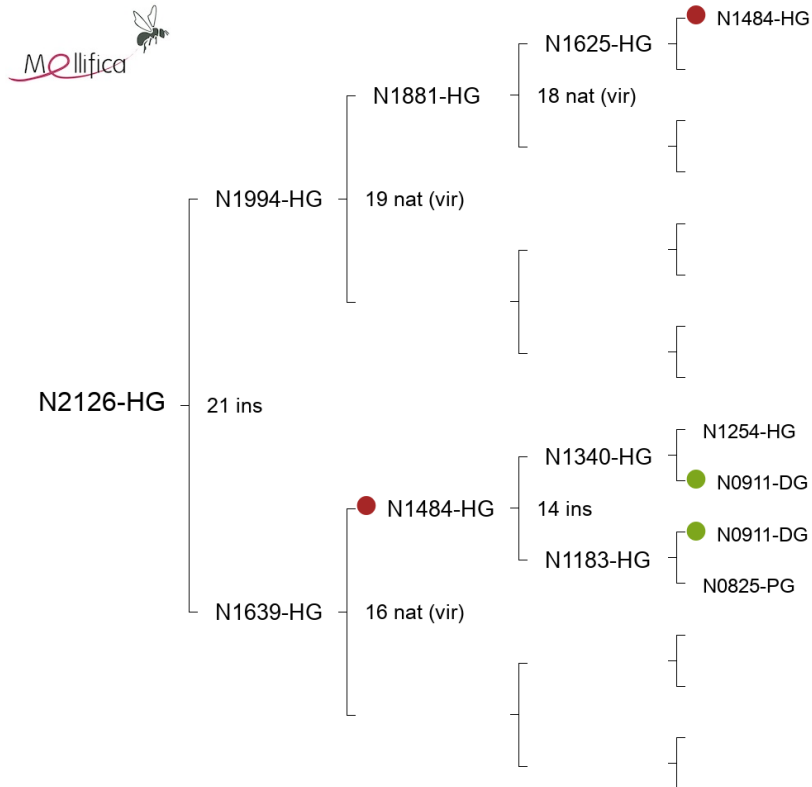 Mellifica
N1484-HG
N1625-HG
N1881-HG
18 nat (vir)
N1994-HG
19 nat (vir)
N2126-HG
21 ins
N1254-HG
N1340-HG
N0911-DG
N1484-HG
14 ins
N0911-DG
N1183-HG
N0825-PG
N1639-HG
16 nat (vir)